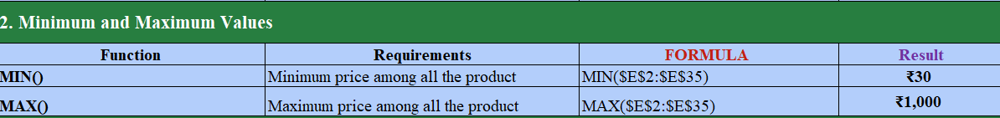 2. Minimum and Maximum Values
Function Requirements FORMULA Result
MIN() Minimum price among all the product MIN($E$2:$E$35) ₹30
MAX() Maximum price among all the product MAX($E$2:$E$35) ₹1,000